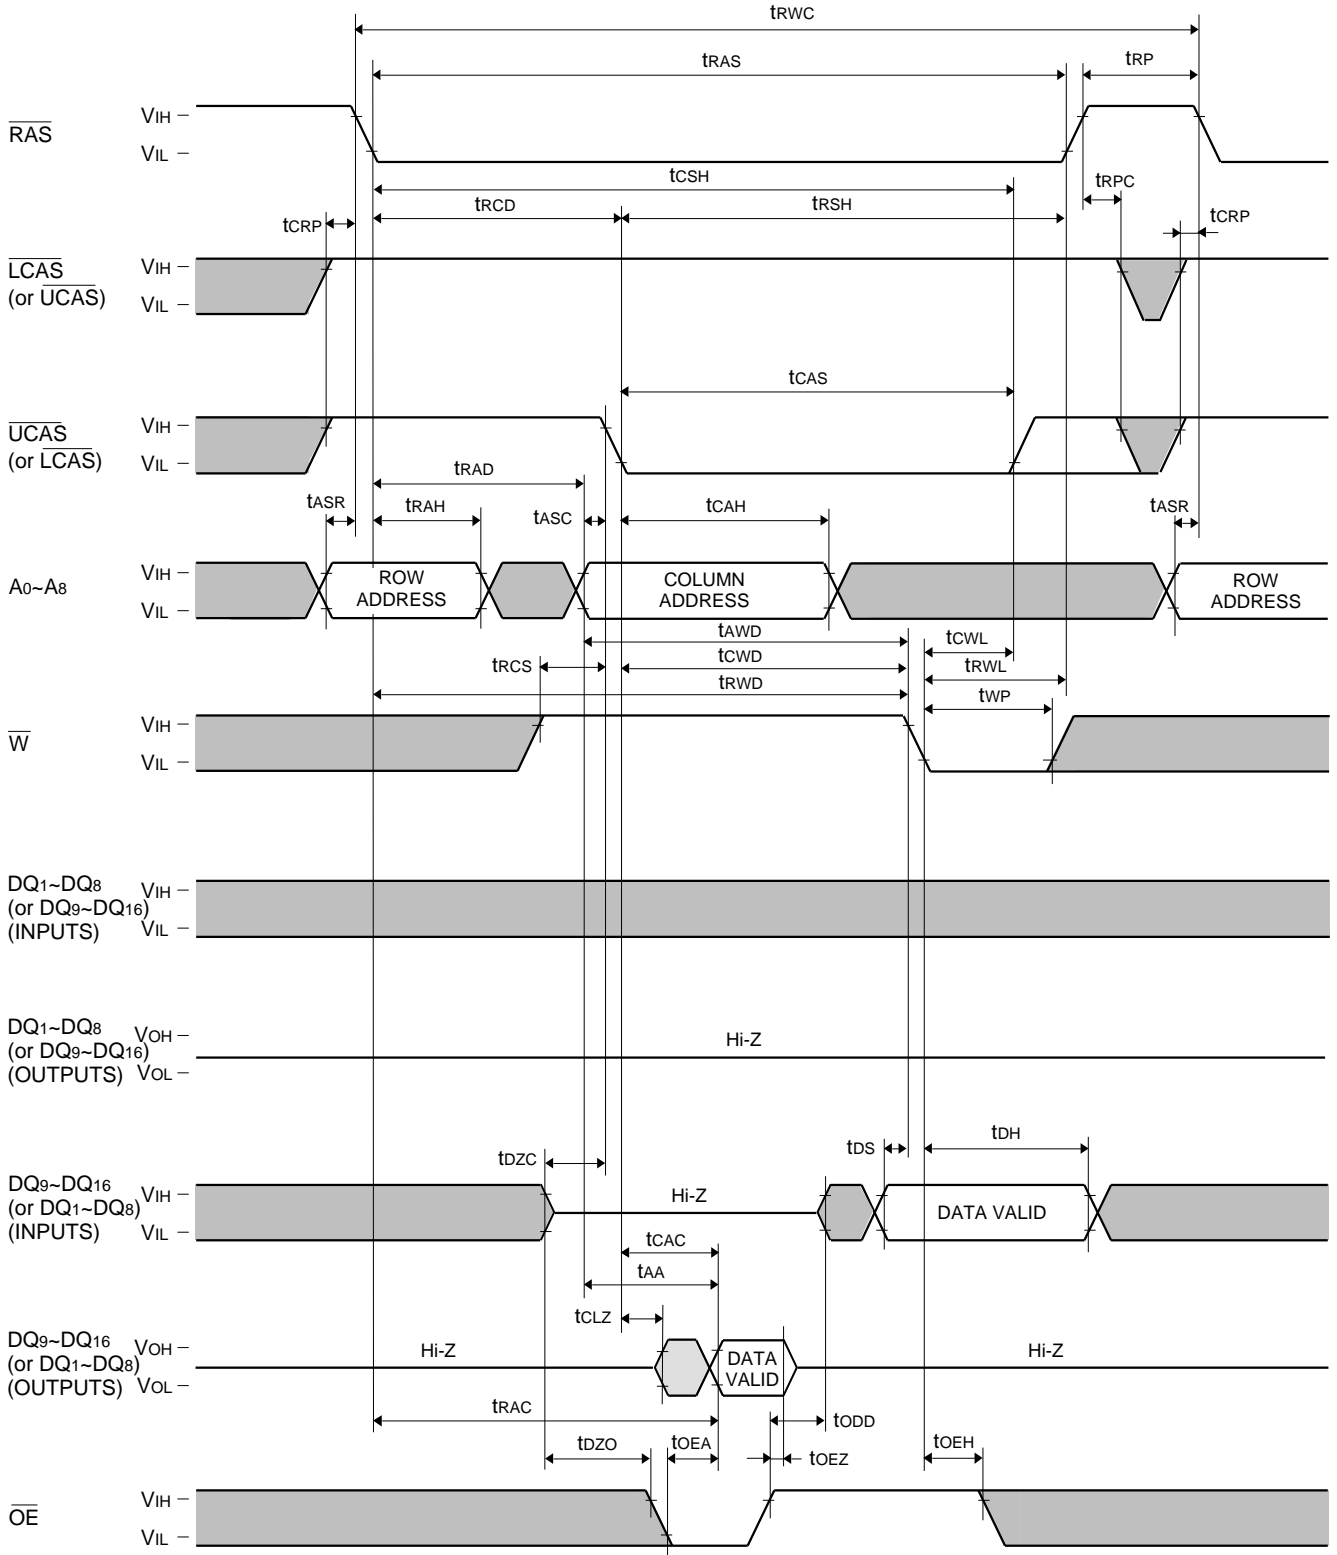 tRWC
tRAS
tRP
RAS
VIH
VIL
tCSH
tRPC
tRCD
tRSH
tCRP
tCRP
LCAS
(or UCAS)
VIH
VIL
tCAS
UCAS
(or LCAS)
VIH
VIL
tRAD
tASR
tRAH
tASC
tCAH
tASR
A0~A8
VIH
VIL
ROW
ADDRESS
COLUMN
ADDRESS
ROW
ADDRESS
tAWD
tCWL
tRCS
tCWD
tRWL
tRWD
tWP
W
VIH
VIL
DQ1~DQ8
(or DQ9~DQ16)
(INPUTS)
VIH
VIL
DQ1~DQ8
(or DQ9~DQ16)
(OUTPUTS)
VOH
VOL
Hi-Z
tDZC
tDS
tDH
DQ9~DQ16
(or DQ1~DQ8)
(INPUTS)
VIH
VIL
Hi-Z
DATA VALID
tCAC
tAA
tCLZ
DQ9~DQ16
(or DQ1~DQ8)
(OUTPUTS)
VOH
VOL
Hi-Z
DATA
VALID
Hi-Z
tRAC
tODD
tDZO
tOEA
tOEZ
tOEH
OE
VIH
VIL